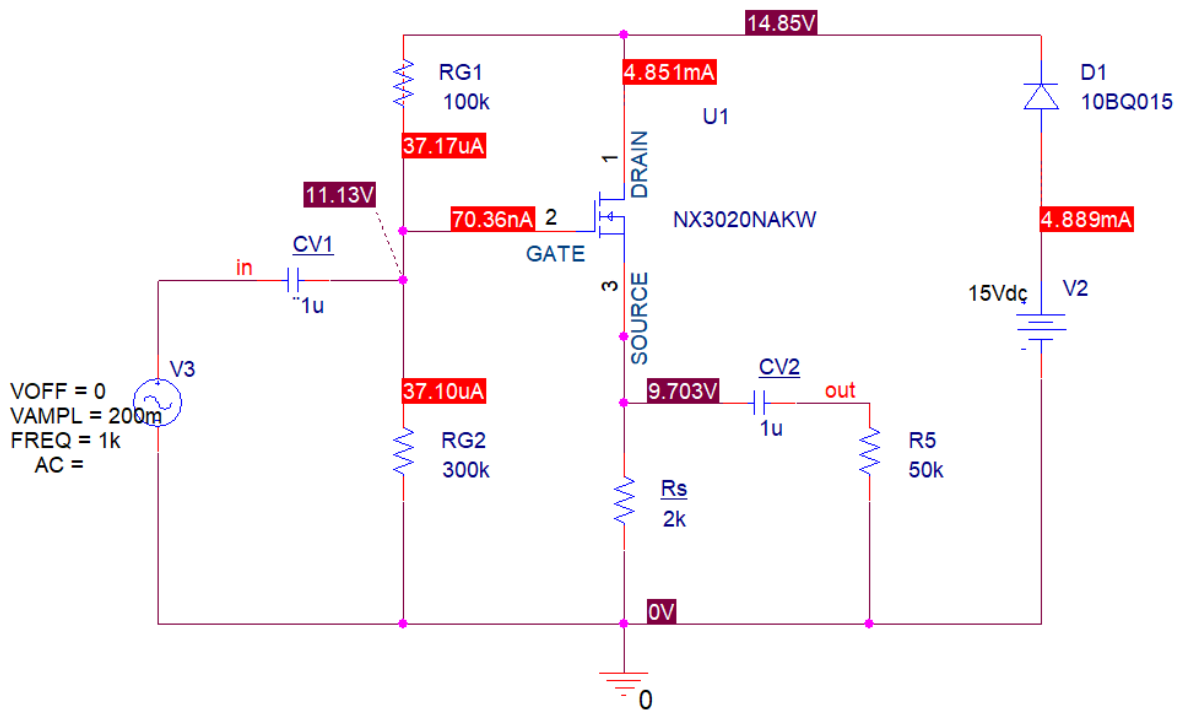 14.85V
RG1
100k
4.851mA
D1
10BQ015
U1
37.17uA
1
DRAIN
11.13V
70.36nA
2
NX3020NAKW
4.889mA
GATE
CV1
in
1u
3
SOURCE
15Vdc
V2
V3
VOFF = 0
VAMPL = 200m
FREQ = 1k
AC =
37.10uA
RG2
300k
9.703V
CV2
1u
out
R5
50k
Rs
2k
0V
0